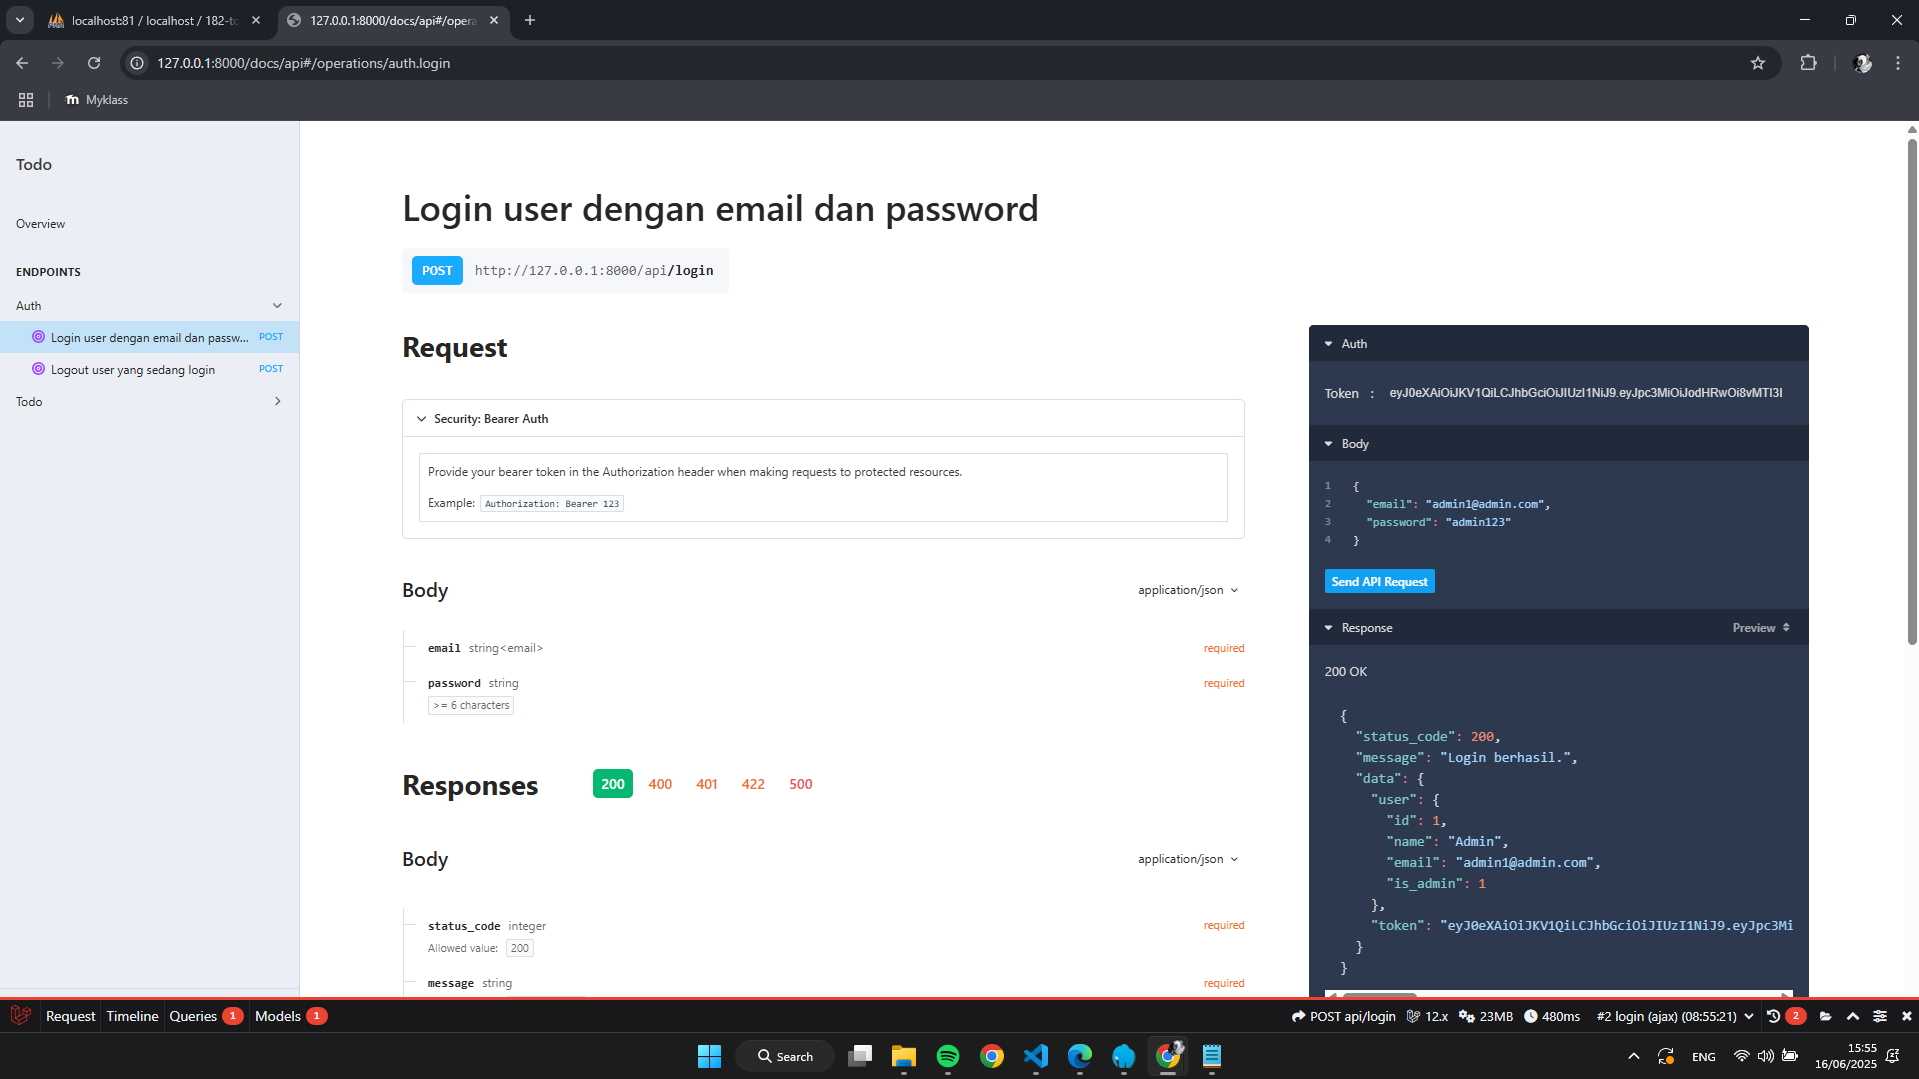 localhost:81 / localhost / 182-to
127.0.0.1:8000/docs/api#/opera
127.0.0.1:8000/docs/api#/operations/auth.login
Myklass
Todo
Overview
ENDPOINTS
Auth
Login user dengan email dan passw... POST
Logout user yang sedang login POST
Todo
Login user dengan email dan password
POST http://127.0.0.1:8000/api/login
Request
Security: Bearer Auth
Provide your bearer token in the Authorization header when making requests to protected resources.
Example: Authorization: Bearer 123
Body application/json
email string<email> required
password string required
>= 6 characters
Responses 200 400 401 422 500
Body application/json
status_code integer required
Allowed value: 200
message string required
Auth
Token : eyJ0eXAiOiJKV1QiLCJhbGciOiJIUzI1NiJ9.eyJpc3MiOiJodHRwOi8vMTI3I
Body
1 {
2 "email": "admin1@admin.com",
3 "password": "admin123"
4 }
Send API Request
Response Preview
200 OK
{
"status_code": 200,
"message": "Login berhasil.",
"data": {
"user": {
"id": 1,
"name": "Admin",
"email": "admin1@admin.com",
"is_admin": 1
},
"token": "eyJ0eXAiOiJKV1QiLCJhbGciOiJIUzI1NiJ9.eyJpc3Mi
}
}
Request Timeline Queries 1 Models 1 POST api/login 12.x 23MB 480ms #2 login (ajax) (08:55:21) 2
Search
ENG
15:55
16/06/2025